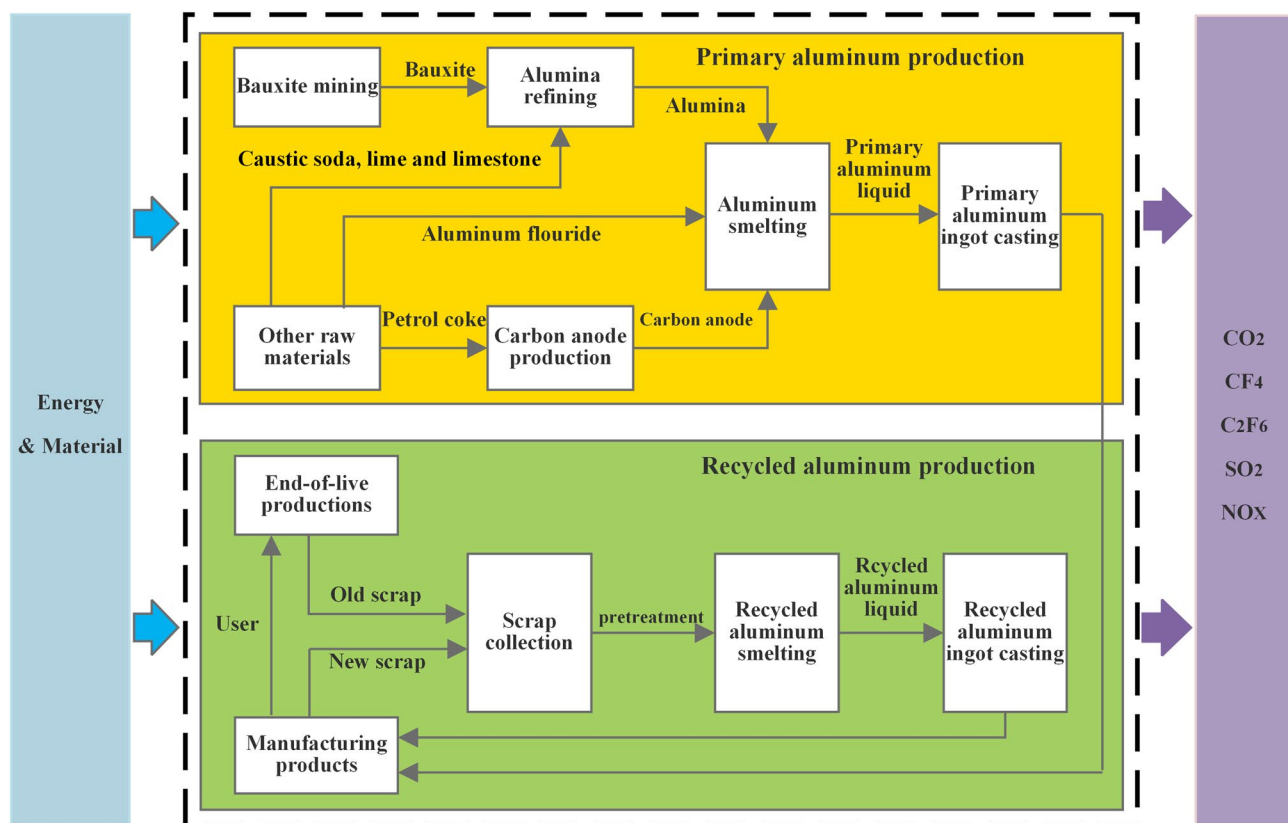 Energy
& Material
Primary aluminum production
Bauxite mining
Bauxite
Alumina
refining
Alumina
Caustic soda, lime and limestone
Aluminum flouride
Other raw
materials
Petrol coke
Carbon anode
production
Carbon anode
Aluminum
smelting
Primary
aluminum
liquid
Primary
aluminum
ingot casting
Recycled aluminum production
End-of-live
productions
Old scrap
User
New scrap
Manufacturing
products
Scrap
collection
pretreatment
Recycled
aluminum
smelting
Rcycled
aluminum
liquid
Recycled
aluminum
ingot casting
CO2
CF4
C2F6
SO2
NOX